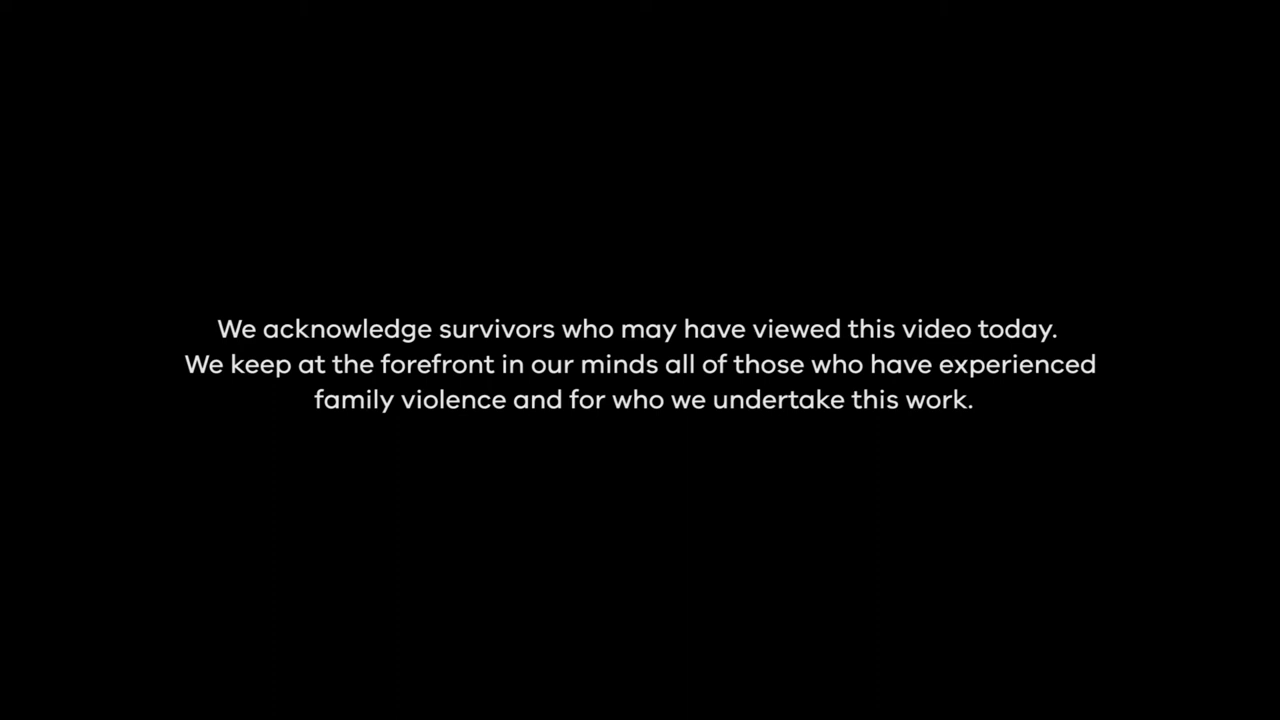 We acknowledge survivors who may have viewed this video today.
We keep at the forefront in our minds all of those who have experienced
family violence and for who we undertake this work.